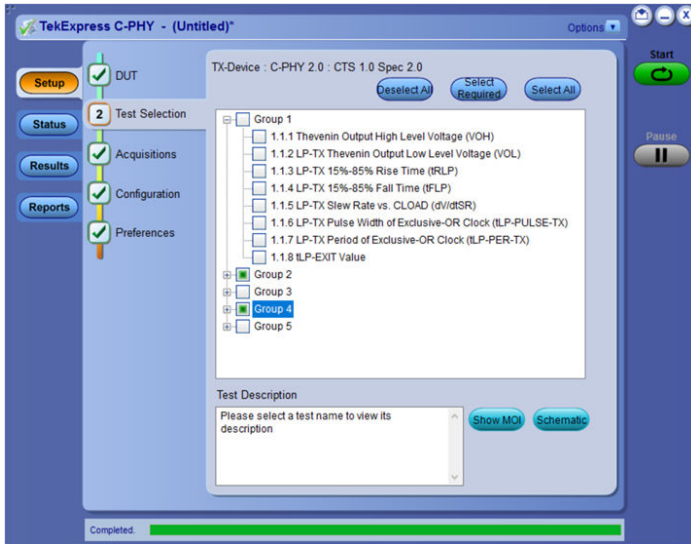 TekExpress C-PHY - (Untitled)*
Options
Start
Pause
Setup
Status
Results
Reports
DUT
2 Test Selection
Acquisitions
Configuration
Preferences
TX-Device : C-PHY 2.0 : CTS 1.0 Spec 2.0
Deselect All
Select
Required
Select All
Group 1
1.1.1 Thevenin Output High Level Voltage (VOH)
1.1.2 LP-TX Thevenin Output Low Level Voltage (VOL)
1.1.3 LP-TX 15%-85% Rise Time (tRLP)
1.1.4 LP-TX 15%-85% Fall Time (tFLP)
1.1.5 LP-TX Slew Rate vs. CLOAD (dV/dtSR)
1.1.6 LP-TX Pulse Width of Exclusive-OR Clock (tLP-PULSE-TX)
1.1.7 LP-TX Period of Exclusive-OR Clock (tLP-PER-TX)
1.1.8 tLP-EXIT Value
Group 2
Group 3
Group 4
Group 5
Test Description
Please select a test name to view its
description
Show MOI
Schematic
Completed.